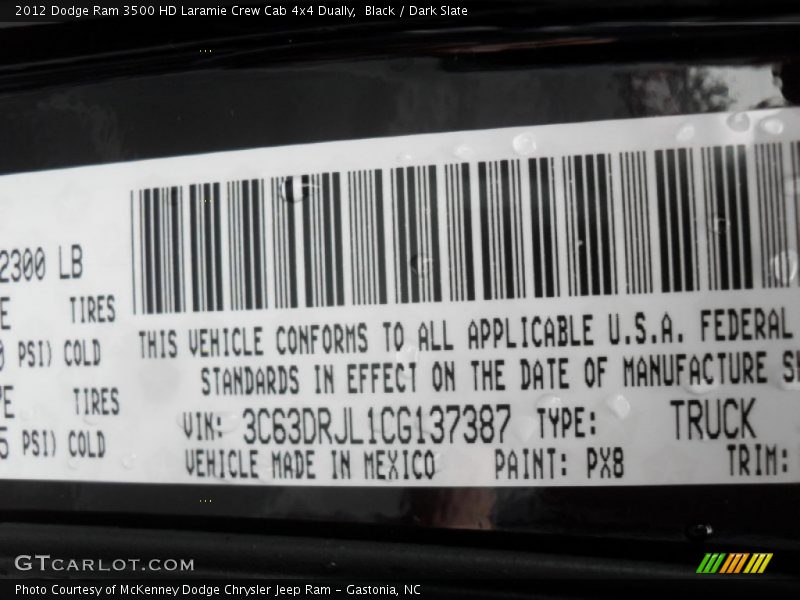 2012 Dodge Ram 3500 HD Laramie Crew Cab 4x4 Dually,  Black / Dark Slate
2300 LB
TIRES
PSI) COLD
TIRES
5 PSI) COLD
THIS VEHICLE CONFORMS TO ALL APPLICABLE U.S.A. FEDERAL
STANDARDS IN EFFECT ON THE DATE OF MANUFACTURE
VIN: 3C63DRJL1CG137387 TYPE: TRUCK
VEHICLE MADE IN MEXICO PAINT: PX8 TRIM:
GTCARLOT.COM
Photo Courtesy of McKenney Dodge Chrysler Jeep Ram - Gastonia, NC